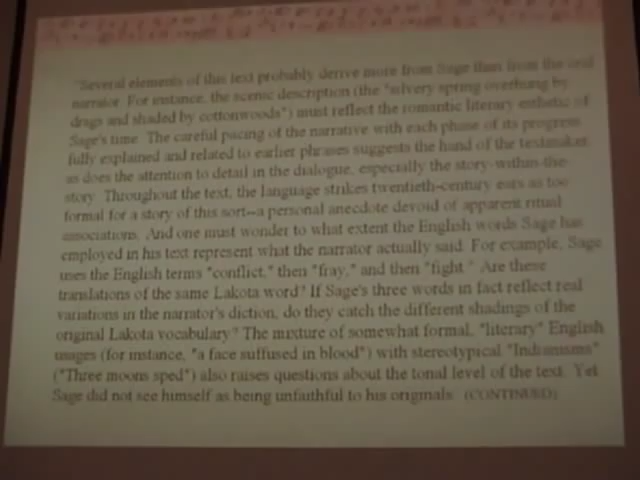 "Several elements of this text probably derive more from Sage than from the oral
narrator. For instance, the scenic description (the "silvery spring overhung by
drags and shaded by cottonwoods") must reflect the romantic literary esthetic of
Sage's time. The careful pacing of the narrative with each phase of its progress
fully explained and related to earlier phrases suggests the hand of the textmaker,
as does the attention to detail in the dialogue, especially the story-within-the-
story. Throughout the text, the language strikes twentieth-century ears as too
formal for a story of this sort--a personal anecdote devoid of apparent ritual
associations. And one must wonder to what extent the English words Sage has
employed in his text represent what the narrator actually said. For example, Sage
uses the English terms "conflict," then "fray," and then "fight." Are these
translations of the same Lakota word? If Sage's three words in fact reflect real
variations in the narrator's diction, do they catch the different shadings of the
original Lakota vocabulary? The mixture of somewhat formal, "literary" English
usages (for instance, "a face suffused in blood") with stereotypical "Indianisms"
("Three moons sped") also raises questions about the tonal level of the text. Yet
Sage did not see himself as being unfaithful to his originals. (CONTINUED)